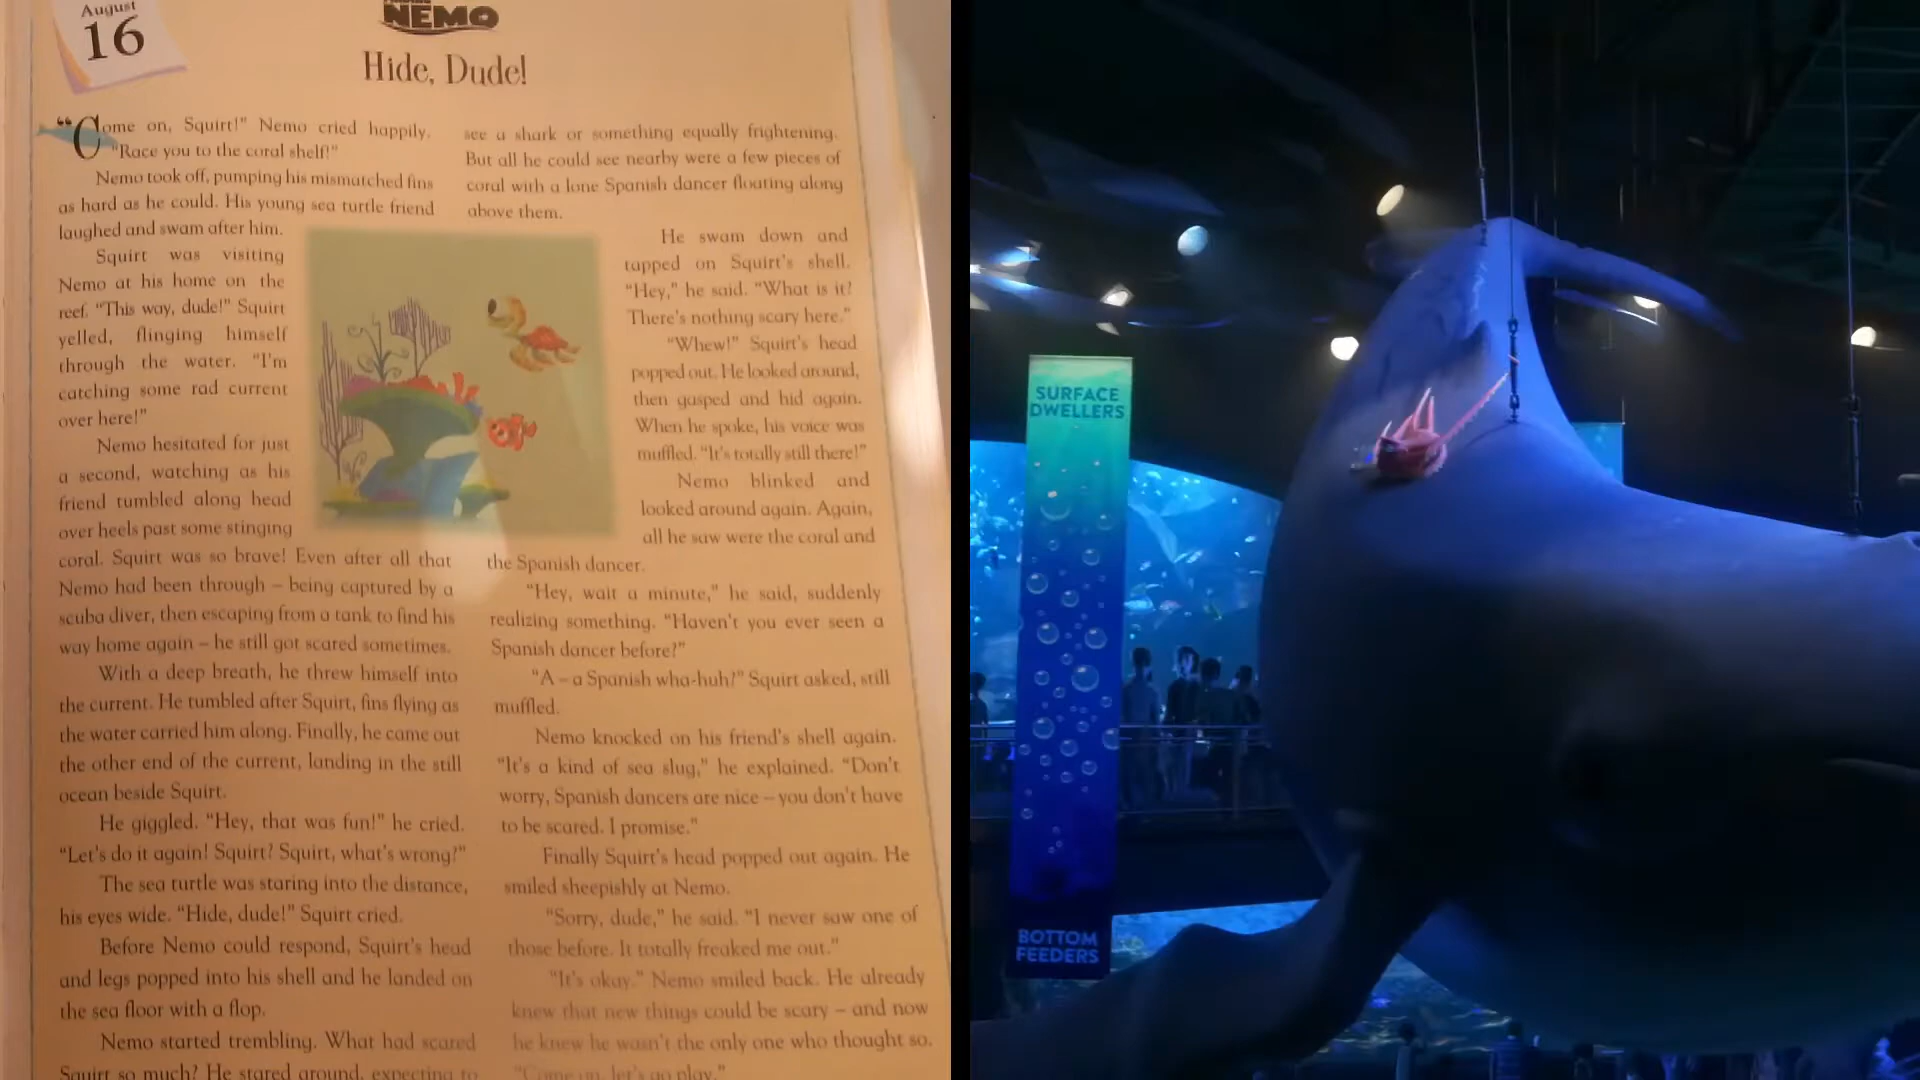 August
16
NEMO
Hide, Dude!
“Come on, Squirt!” Nemo cried happily.
“Race you to the coral shelf!”
Nemo took off, pumping his mismatched fins
as hard as he could. His young sea turtle friend
laughed and swam after him.
Squirt was visiting
Nemo at his home on the
reef. “This way, dude!” Squirt
yelled, flinging himself
through the water. “I'm
catching some rad current
over here!”
Nemo hesitated for just
a second, watching as his
friend tumbled along head
over heels past some stinging
coral. Squirt was so brave! Even after all that
Nemo had been through – being captured by a
scuba diver, then escaping from a tank to find his
way home again – he still got scared sometimes.
With a deep breath, he threw himself into
the current. He tumbled after Squirt, fins flying as
the water carried him along. Finally, he came out
the other end of the current, landing in the still
ocean beside Squirt.
He giggled. “Hey, that was fun!” he cried.
“Let's do it again! Squirt? Squirt, what's wrong?”
The sea turtle was staring into the distance,
his eyes wide. “Hide, dude!” Squirt cried.
Before Nemo could respond, Squirt's head
and legs popped into his shell and he landed on
the sea floor with a flop.
Nemo started trembling. What had scared
Squirt so much? He stared around, expecting to
see a shark or something equally frightening.
But all he could see nearby were a few pieces of
coral with a lone Spanish dancer floating along
above them.
He swam down and
tapped on Squirt's shell.
“Hey,” he said. “What is it?
There's nothing scary here.”
“Whew!” Squirt's head
popped out. He looked around,
then gasped and hid again.
When he spoke, his voice was
muffled. “It's totally still there!”
Nemo blinked and
looked around again. Again,
all he saw were the coral and
the Spanish dancer.
“Hey, wait a minute,” he said, suddenly
realizing something. “Haven't you ever seen a
Spanish dancer before?”
“A – a Spanish wha-huh?” Squirt asked, still
muffled.
Nemo knocked on his friend's shell again.
“It's a kind of sea slug,” he explained. “Don't
worry, Spanish dancers are nice – you don't have
to be scared. I promise.”
Finally Squirt's head popped out again. He
smiled sheepishly at Nemo.
“Sorry, dude,” he said. “I never saw one of
those before. It totally freaked me out.”
“It's okay.” Nemo smiled back. He already
knew that new things could be scary – and now
he knew he wasn't the only one who thought so.
“Come on, let's go play.”
SURFACE
DWELLERS
BOTTOM
FEEDERS